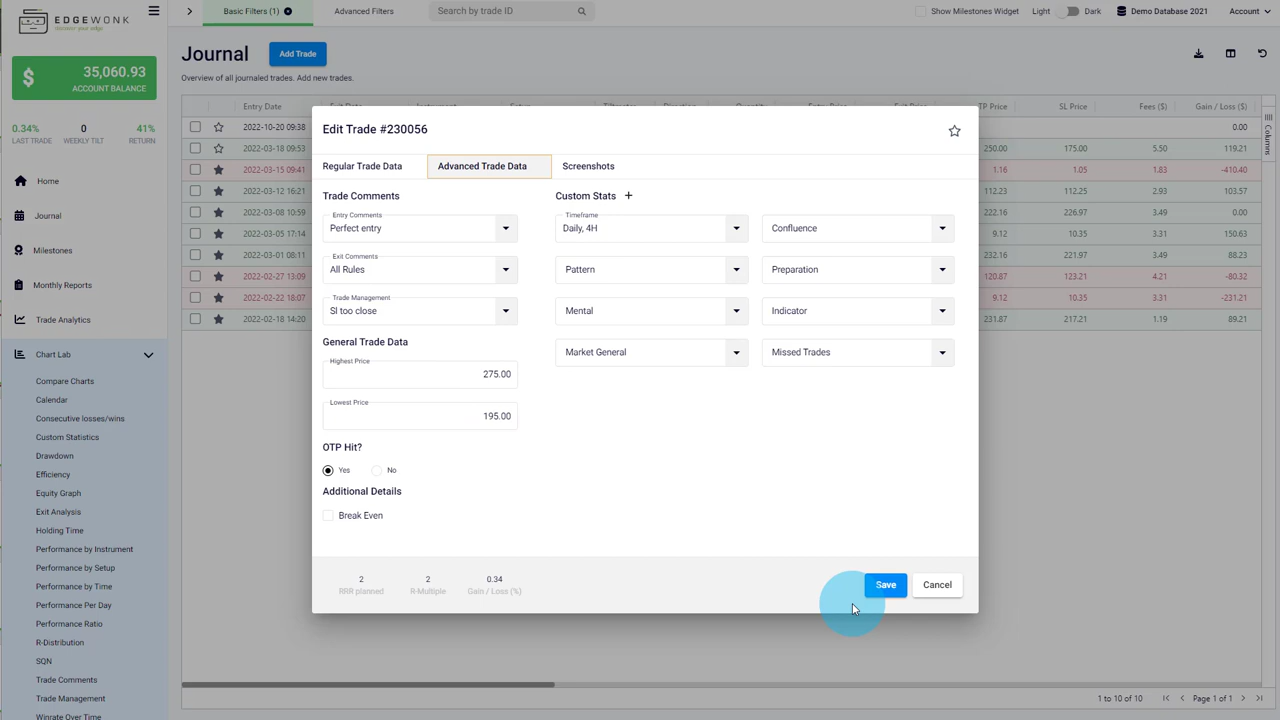 EDGEWONK
Discover your edge
Basic Filters (1)
Advanced Filters
Search by trade ID
Show Milestones Widget
Light
Dark
Demo Database 2021
Account
$
35,060.93
ACCOUNT BALANCE
0.34%
LAST TRADE
0
WEEKLY TILT
41%
RETURN
Home
Journal
Milestones
Monthly Reports
Trade Analytics
Chart Lab
Compare Charts
Calendar
Consecutive losses/wins
Custom Statistics
Drawdown
Efficiency
Equity Graph
Exit Analysis
Holding Time
Performance by Instrument
Performance by Setup
Performance by Time
Performance Per Day
Performance Ratio
R-Distribution
SQN
Trade Comments
Trade Management
Winrate Over Time
Journal
Add Trade
Overview of all journaled trades. Add new trades.
Entry Date
TP Price
SL Price
Fees ($)
Gain / Loss ($)
Columns
2022-10-20 09:38
0.00
2022-03-18 09:53
250.00 175.00 5.50 119.21
2022-03-15 09:41
1.16 1.05 1.83 -410.40
2022-03-12 16:21
112.23 112.25 2.93 103.57
2022-03-08 10:59
222.16 226.97 3.49 0.00
2022-03-05 17:14
9.12 10.35 3.31 150.63
2022-03-01 08:11
232.16 221.97 3.49 88.23
2022-02-27 13:09
120.87 123.21 4.21 -80.32
2022-02-22 18:07
9.12 10.35 3.31 -231.21
2022-02-18 14:20
231.87 217.21 1.19 89.21
Edit Trade #230056
Regular Trade Data
Advanced Trade Data
Screenshots
Trade Comments
Entry Comments
Perfect entry
Exit Comments
All Rules
Trade Management
Sl too close
General Trade Data
Highest Price
275.00
Lowest Price
195.00
OTP Hit?
Yes
No
Additional Details
Break Even
Custom Stats +
Timeframe
Daily, 4H
Confluence
Pattern
Preparation
Mental
Indicator
Market General
Missed Trades
2
RRR planned
2
R-Multiple
0.34
Gain / Loss (%)
Save
Cancel
1 to 10 of 10
Page 1 of 1